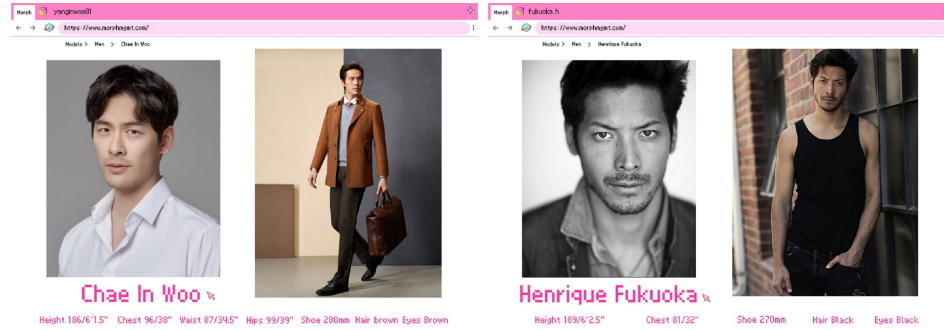 Morph yanginwoo81
https://www.morphmgmt.com/
Models > Men > Chae In Woo
Chae In Woo
Height 186/6'1.5" Chest 96/38" Waist 87/34.5" Hips 99/39" Shoe 280mm Hair brown Eyes Brown
Morph fukuoka.h
https://www.morphmgmt.com/
Models > Men > Henrique Fukuoka
Henrique Fukuoka
Height 189/6'2.5" Chest 81/32" Shoe 270mm Hair Black Eyes Black